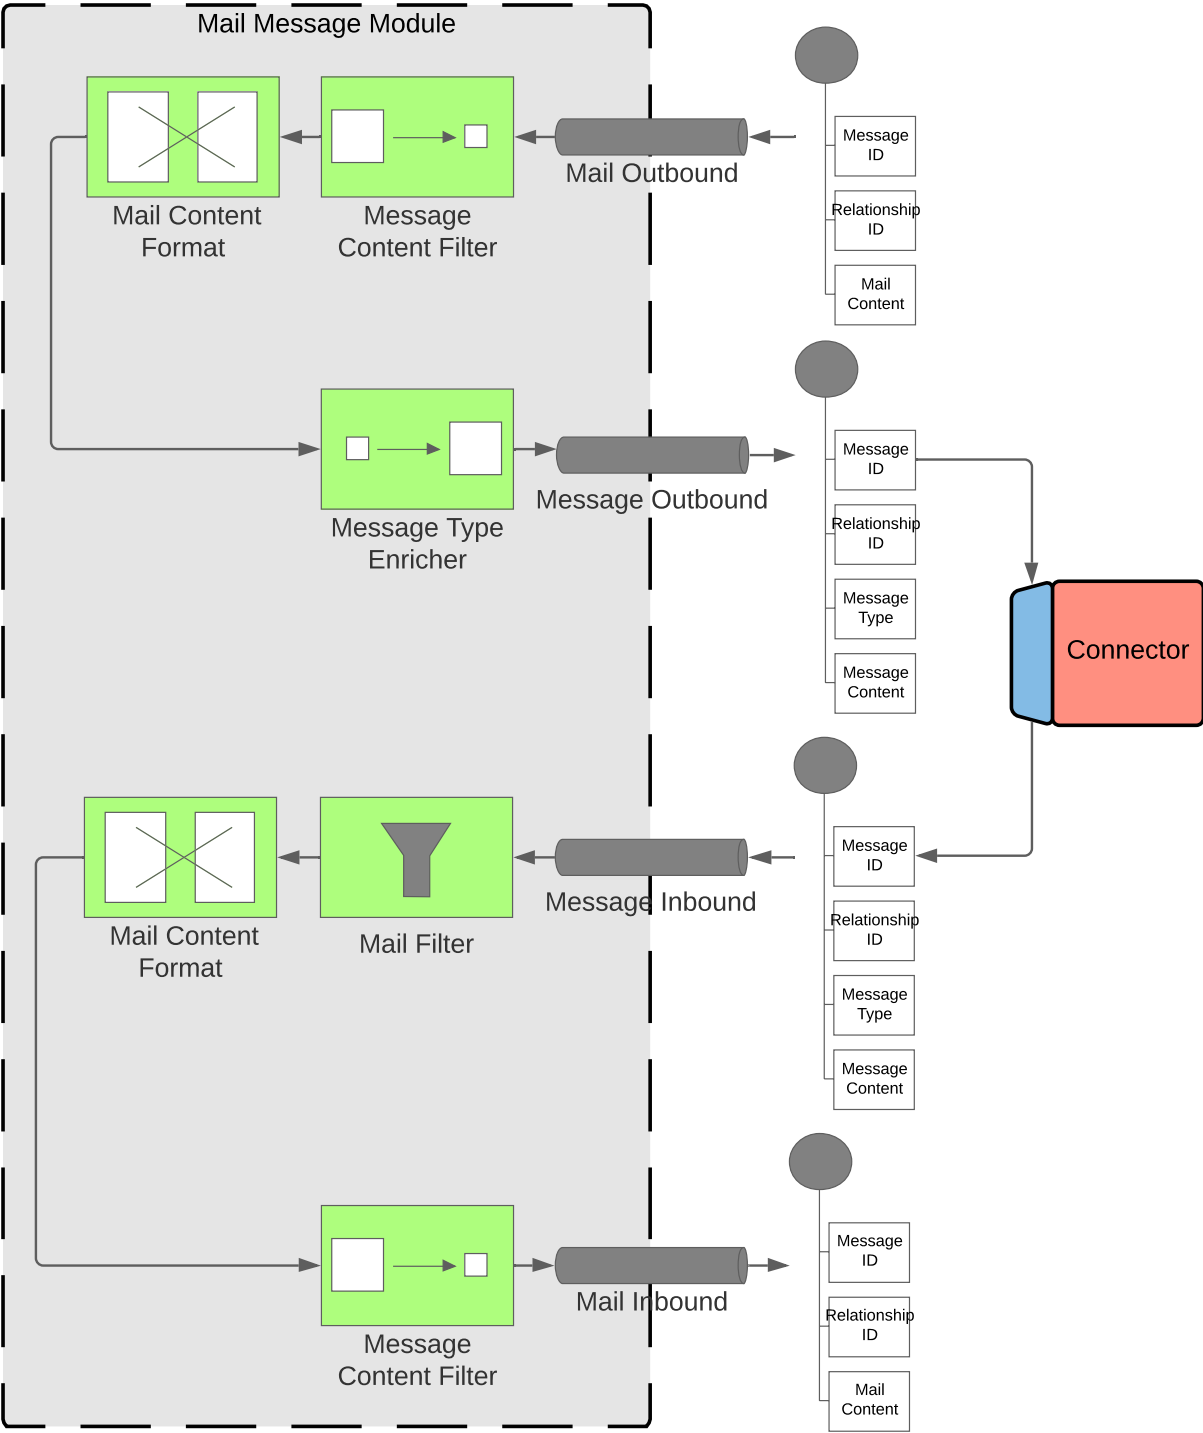 Mail Message Module
Mail Content
Format
Message
Content Filter
Mail Outbound
Message
ID
Relationship
ID
Mail
Content
Message Type
Enricher
Message Outbound
Message
ID
Relationship
ID
Message
Type
Message
Content
Connector
Mail Content
Format
Mail Filter
Message Inbound
Message
ID
Relationship
ID
Message
Type
Message
Content
Message
Content Filter
Mail Inbound
Message
ID
Relationship
ID
Mail
Content